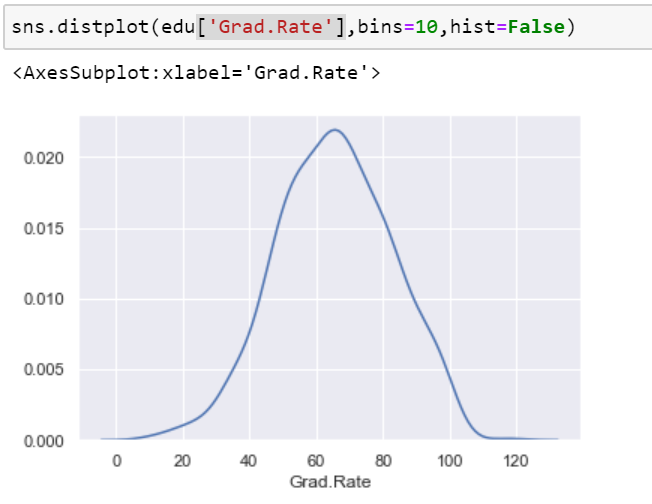 sns.distplot(edu['Grad.Rate'],bins=10,hist=False)
<AxesSubplot:xlabel='Grad.Rate'>
0.020
0.015
0.010
0.005
0.000
0 20 40 60 80 100 120
Grad.Rate